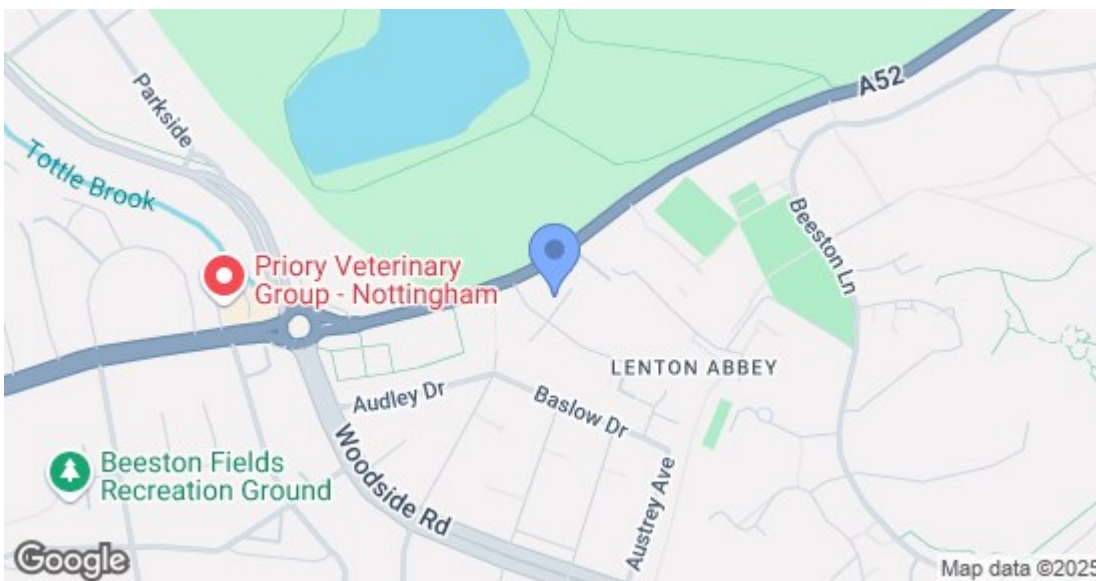 A52
Parkside
Tottle Brook
Beeston Ln
Priory Veterinary
Group - Nottingham
LENTON ABBEY
Audley Dr
Baslow Dr
Woodside Rd
Beeston Fields
Recreation Ground
Austrey Ave
Google
Map data ©2025